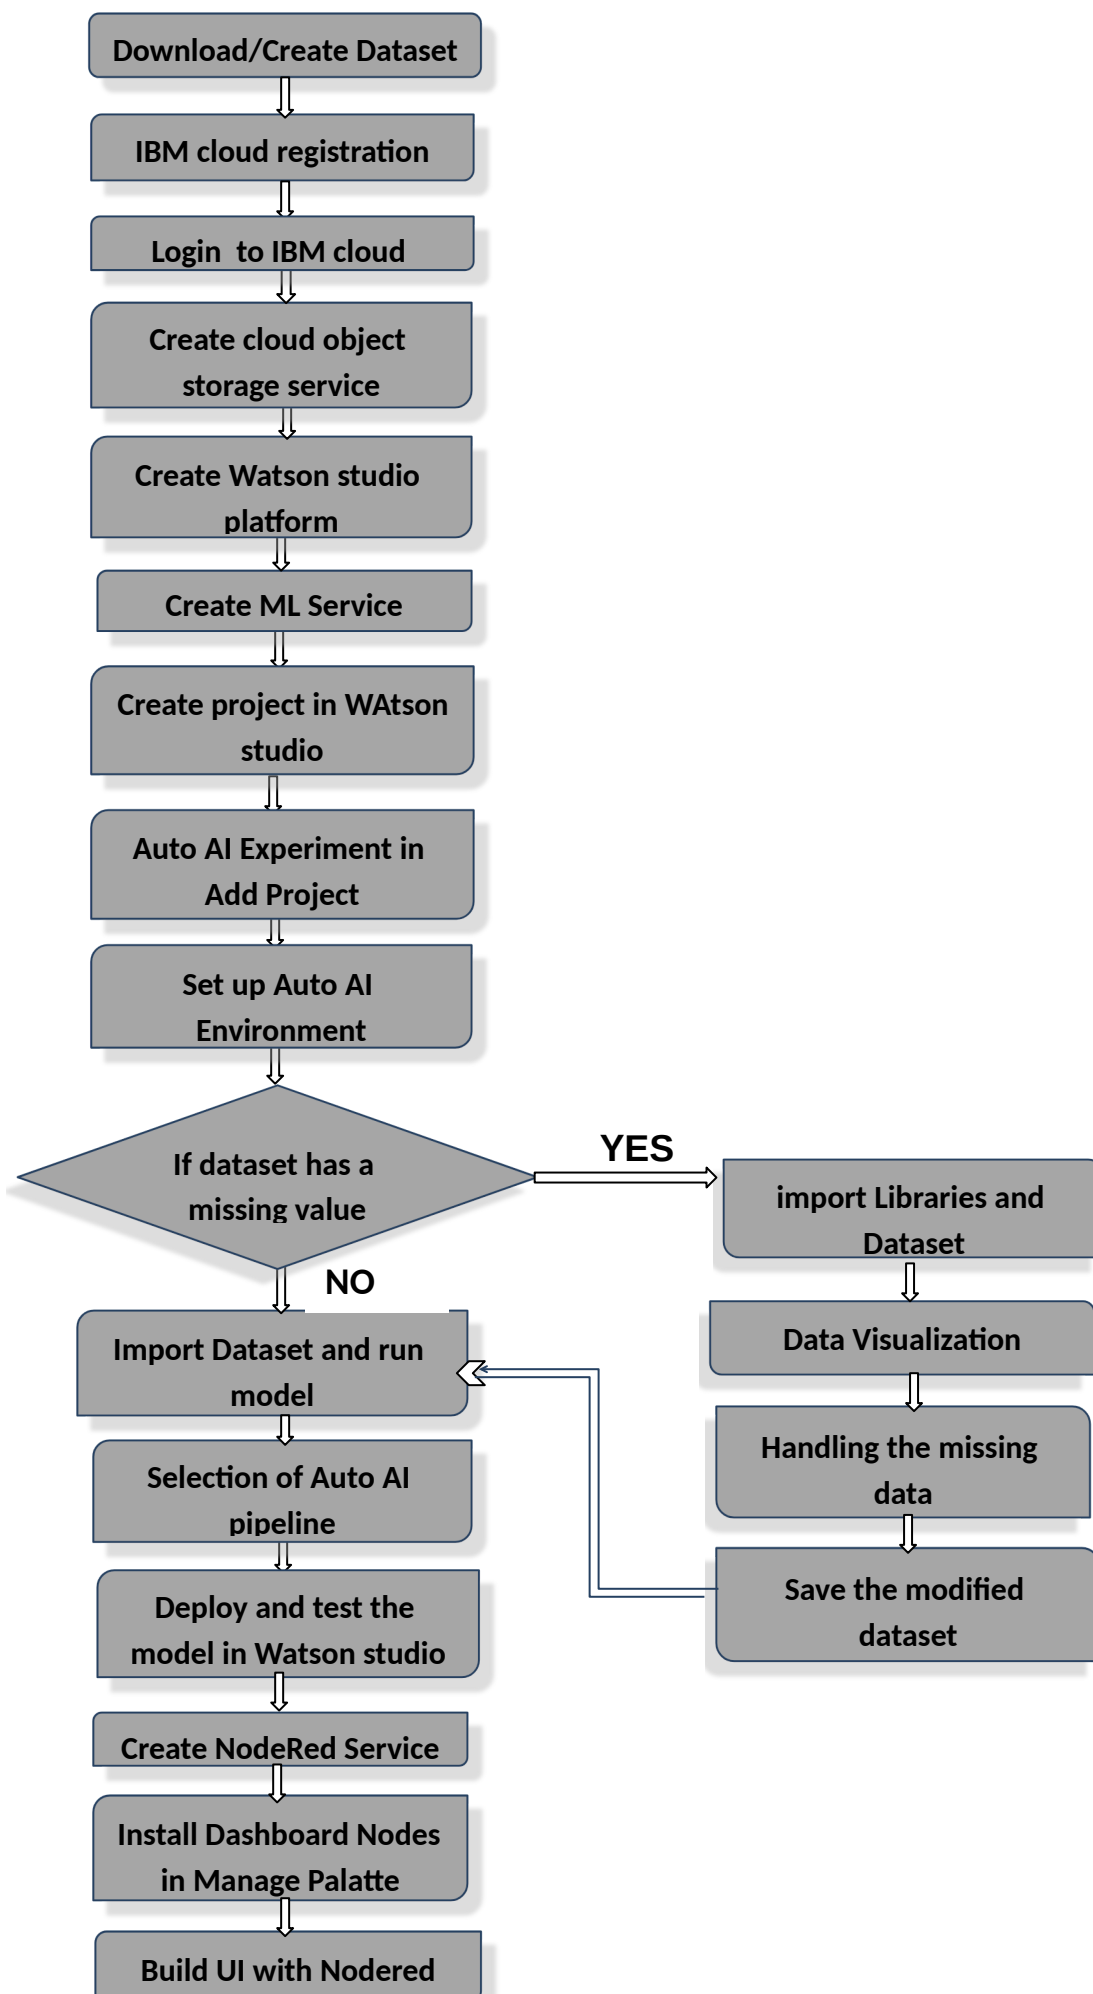 Download/Create Dataset
IBM cloud registration
Login  to IBM cloud
Create cloud object
storage service
Create Watson studio
platform
Create ML Service
Create project in WAtson
studio
Auto AI Experiment in
Add Project
Set up Auto AI
Environment
If dataset has a
missing value
YES
NO
import Libraries and
Dataset
Data Visualization
Handling the missing
data
Save the modified
dataset
Import Dataset and run
model
Selection of Auto AI
pipeline
Deploy and test the
model in Watson studio
Create NodeRed Service
Install Dashboard Nodes
in Manage Palatte
Build UI with Nodered